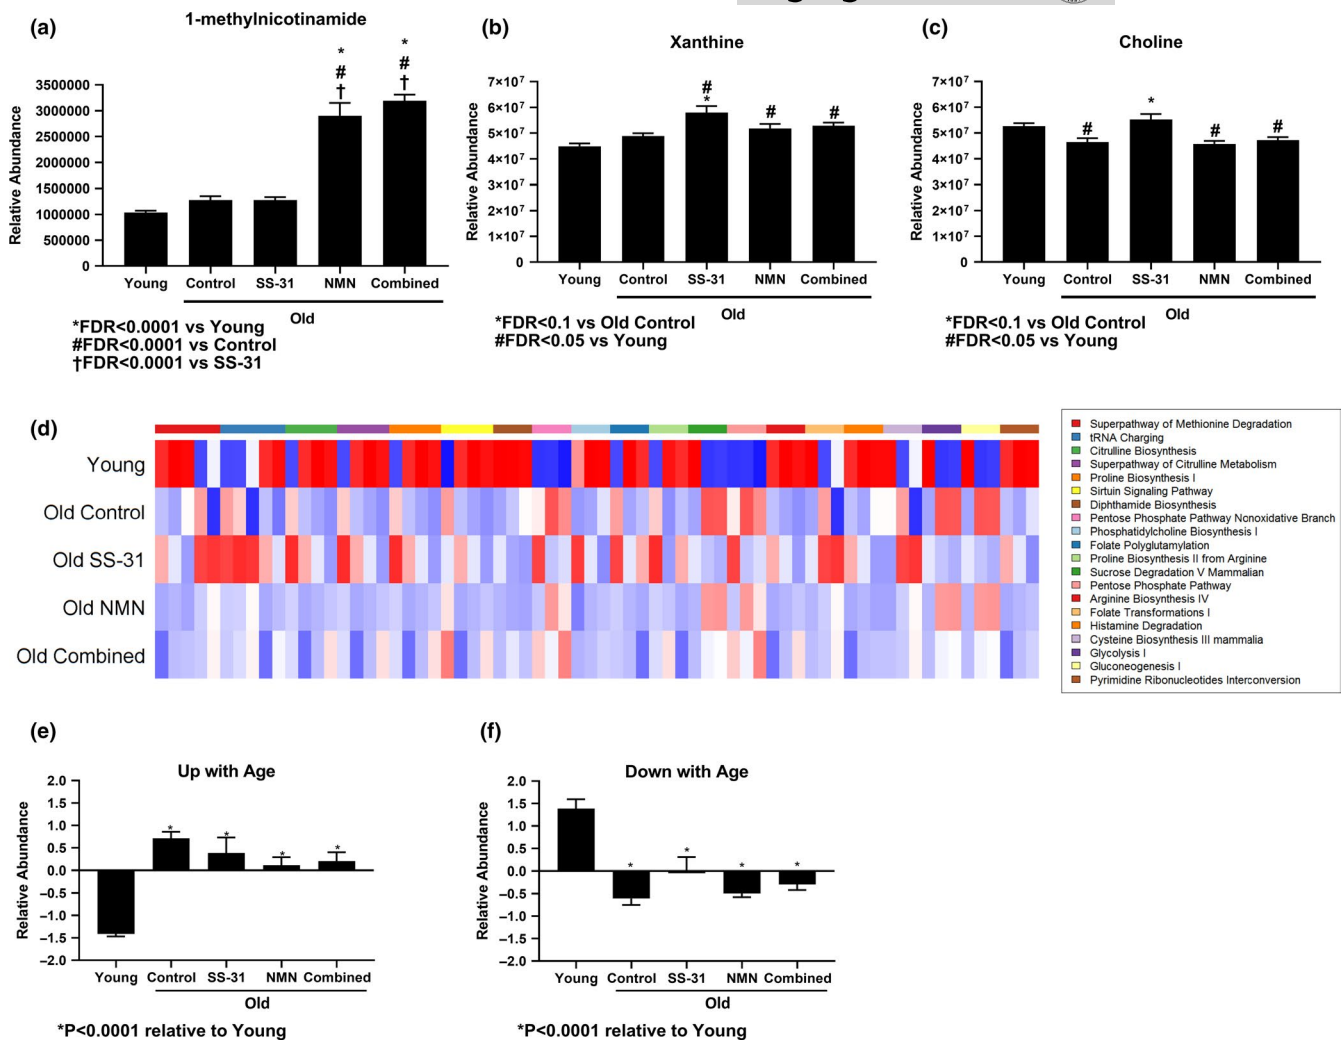 (a)
1-methylnicotinamide
Relative Abundance
3500000
3000000
2500000
2000000
1500000
1000000
500000
0
*
#
†
*
#
†
Young Control SS-31 NMN Combined
Old
*FDR<0.0001 vs Young
#FDR<0.0001 vs Control
†FDR<0.0001 vs SS-31
(b)
Xanthine
Relative Abundance
7×10⁷
6×10⁷
5×10⁷
4×10⁷
3×10⁷
2×10⁷
1×10⁷
0
#
*
#
#
Young Control SS-31 NMN Combined
Old
*FDR<0.1 vs Old Control
#FDR<0.05 vs Young
(c)
Choline
Relative Abundance
7×10⁷
6×10⁷
5×10⁷
4×10⁷
3×10⁷
2×10⁷
1×10⁷
0
#
*
#
#
Young Control SS-31 NMN Combined
Old
*FDR<0.1 vs Old Control
#FDR<0.05 vs Young
(d)
Young
Old Control
Old SS-31
Old NMN
Old Combined
Superpathway of Methionine Degradation
tRNA Charging
Citrulline Biosynthesis
Superpathway of Citrulline Metabolism
Proline Biosynthesis I
Sirtuin Signaling Pathway
Diphthamide Biosynthesis
Pentose Phosphate Pathway Nonoxidative Branch
Phosphatidylcholine Biosynthesis I
Folate Polyglutamylation
Proline Biosynthesis II from Arginine
Sucrose Degradation V Mammalian
Pentose Phosphate Pathway
Arginine Biosynthesis IV
Folate Transformations I
Histamine Degradation
Cysteine Biosynthesis III mammalia
Glycolysis I
Gluconeogenesis I
Pyrimidine Ribonucleotides Interconversion
(e)
Up with Age
Relative Abundance
2.0
1.5
1.0
0.5
0.0
−0.5
−1.0
−1.5
−2.0
* * * *
Young Control SS-31 NMN Combined
Old
*P<0.0001 relative to Young
(f)
Down with Age
Relative Abundance
2.0
1.5
1.0
0.5
0.0
−0.5
−1.0
−1.5
−2.0
* * * *
Young Control SS-31 NMN Combined
Old
*P<0.0001 relative to Young